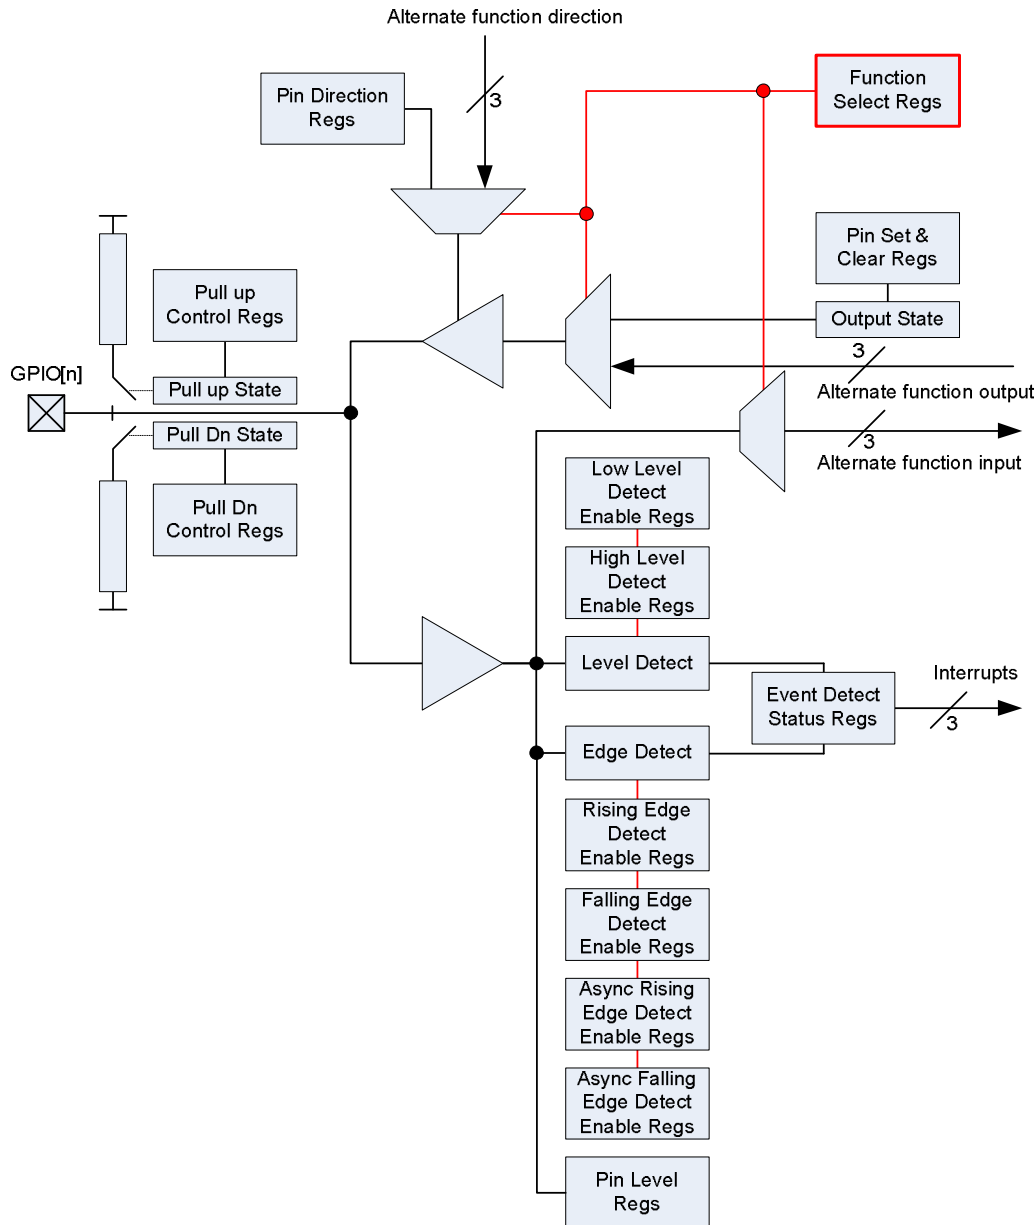 Alternate function direction
3
Pin Direction
Regs
Function
Select Regs
Pin Set &
Clear Regs
Output State
3
Alternate function output
3
Alternate function input
Pull up
Control Regs
GPIO[n]
Pull up State
Pull Dn State
Pull Dn
Control Regs
Low Level
Detect
Enable Regs
High Level
Detect
Enable Regs
Level Detect
Event Detect
Status Regs
Interrupts
3
Edge Detect
Rising Edge
Detect
Enable Regs
Falling Edge
Detect
Enable Regs
Async Rising
Edge Detect
Enable Regs
Async Falling
Edge Detect
Enable Regs
Pin Level
Regs